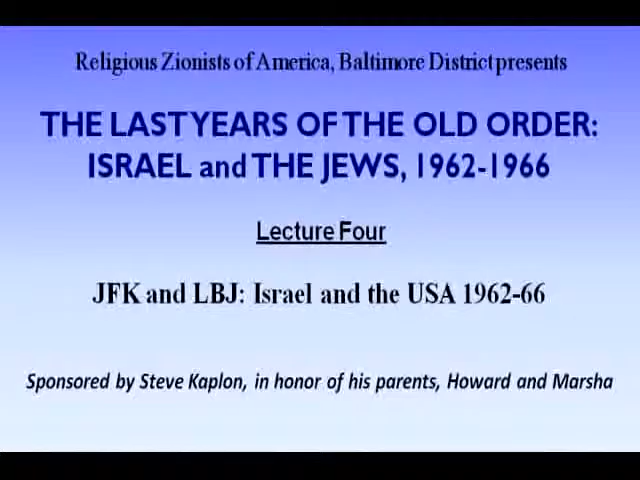 Religious Zionists of America, Baltimore District presents
THE LAST YEARS OF THE OLD ORDER:
ISRAEL and THE JEWS, 1962-1966
Lecture Four
JFK and LBJ: Israel and the USA 1962-66
Sponsored by Steve Kaplon, in honor of his parents, Howard and Marsha